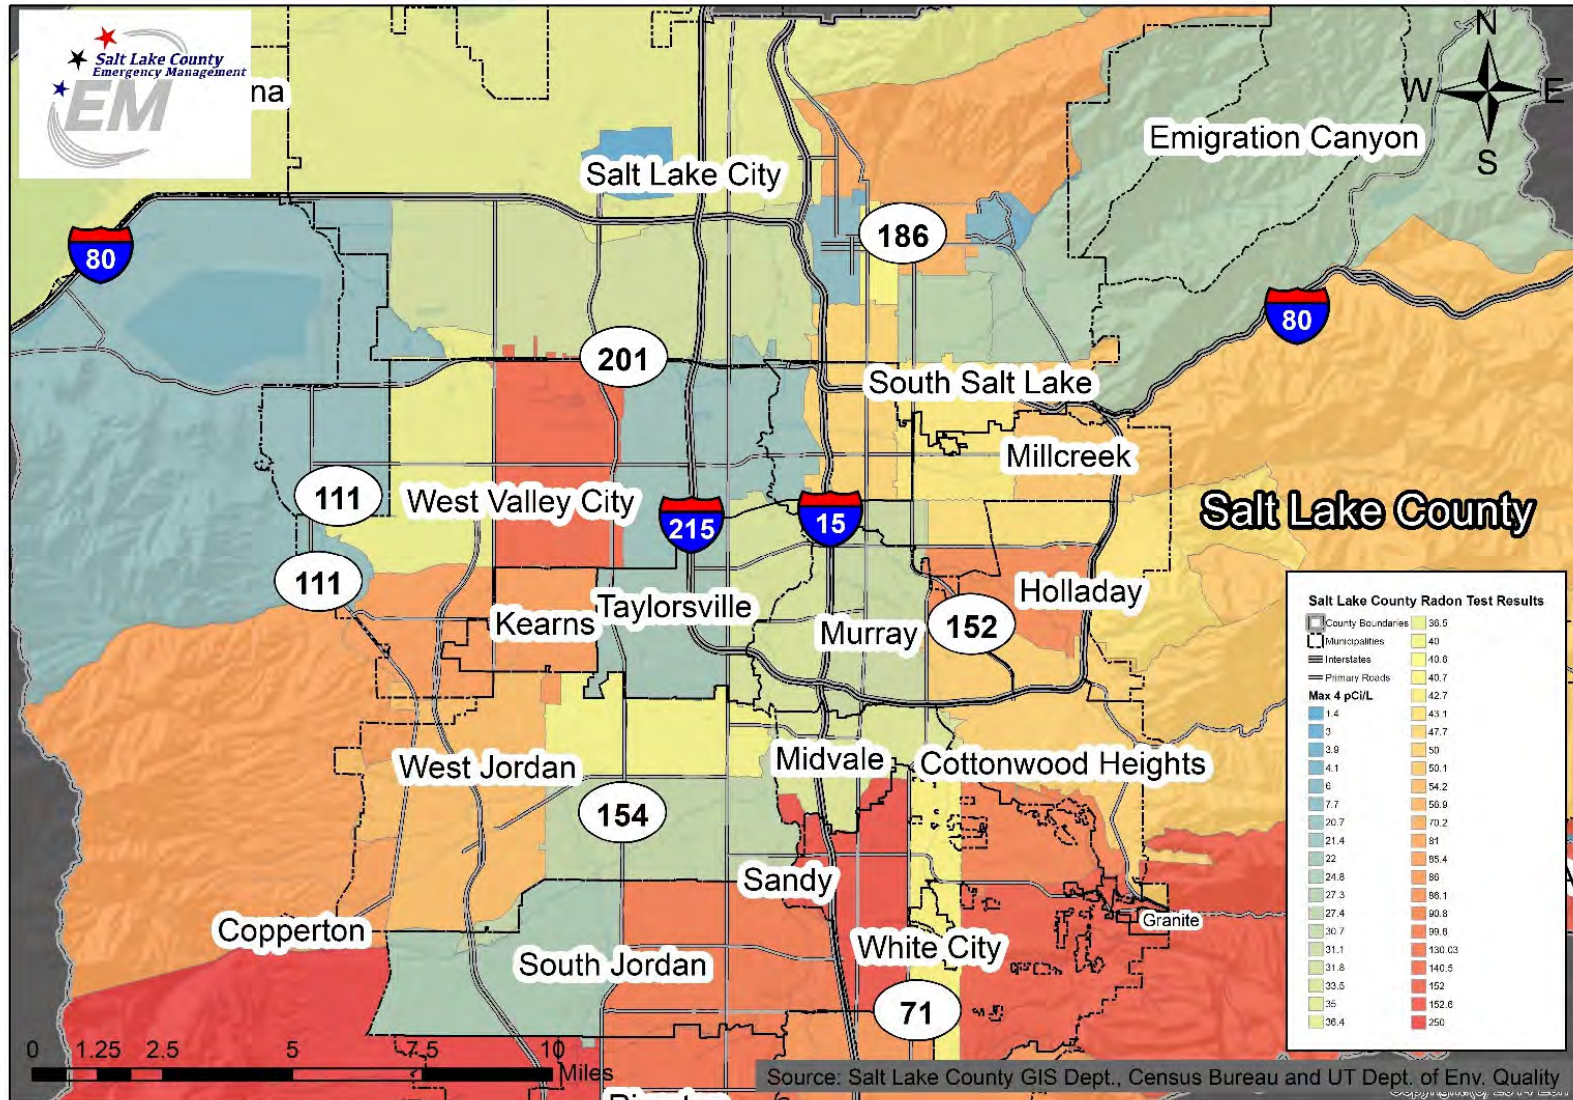 Salt Lake County
Emergency Management
EM
na
N
W
E
S
Emigration Canyon
Salt Lake City
80
186
80
201
South Salt Lake
Millcreek
111
West Valley City
215
15
Salt Lake County
111
Kearns
Taylorsville
Holladay
Murray
152
West Jordan
Midvale
Cottonwood Heights
154
Sandy
Granite
Copperton
White City
South Jordan
71
Salt Lake County Radon Test Results
County Boundaries
Municipalities
Interstates
Primary Roads
Max 4 pCi/L
1.4
3
3.9
4.1
6
7.7
20.7
21.4
22
24.8
27.3
27.4
30.7
31.1
31.8
33.5
35
36.4
36.5
40
40.6
40.7
42.7
43.1
47.7
50
50.1
54.2
56.9
70.2
81
85.4
86
88.1
90.8
99.8
130.03
140.5
152
152.6
250
0 1.25 2.5 5 7.5 10
Miles
Source: Salt Lake County GIS Dept., Census Bureau and UT Dept. of Env. Quality